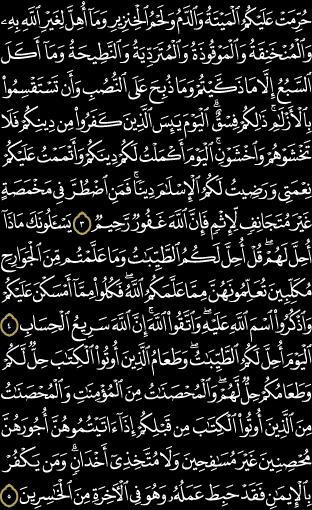 حُرِّمَتْ عَلَيْكُمُ ٱلْمَيْتَةُ وَٱلدَّمُ وَلَحْمُ ٱلْخِنزِيرِ وَمَآ أُهِلَّ لِغَيْرِ ٱللَّهِ بِهِۦ
وَٱلْمُنْخَنِقَةُ وَٱلْمَوْقُوذَةُ وَٱلْمُتَرَدِّيَةُ وَٱلنَّطِيحَةُ وَمَآ أَكَلَ
ٱلسَّبُعُ إِلَّا مَا ذَكَّيْتُمْ وَمَا ذُبِحَ عَلَى ٱلنُّصُبِ وَأَن تَسْتَقْسِمُوا۟
بِٱلْأَزْلَٰمِ ۚ ذَٰلِكُمْ فِسْقٌ ۗ ٱلْيَوْمَ يَئِسَ ٱلَّذِينَ كَفَرُوا۟ مِن دِينِكُمْ فَلَا
تَخْشَوْهُمْ وَٱخْشَوْنِ ۚ ٱلْيَوْمَ أَكْمَلْتُ لَكُمْ دِينَكُمْ وَأَتْمَمْتُ عَلَيْكُمْ
نِعْمَتِى وَرَضِيتُ لَكُمُ ٱلْإِسْلَٰمَ دِينًا ۚ فَمَنِ ٱضْطُرَّ فِى مَخْمَصَةٍ
غَيْرَ مُتَجَانِفٍ لِّإِثْمٍ ۙ فَإِنَّ ٱللَّهَ غَفُورٌ رَّحِيمٌ ٣ يَسْـَٔلُونَكَ مَاذَآ
أُحِلَّ لَهُمْ ۖ قُلْ أُحِلَّ لَكُمُ ٱلطَّيِّبَٰتُ ۙ وَمَا عَلَّمْتُم مِّنَ ٱلْجَوَارِحِ
مُكَلِّبِينَ تُعَلِّمُونَهُنَّ مِمَّا عَلَّمَكُمُ ٱللَّهُ ۖ فَكُلُوا۟ مِمَّآ أَمْسَكْنَ عَلَيْكُمْ
وَٱذْكُرُوا۟ ٱسْمَ ٱللَّهِ عَلَيْهِ ۖ وَٱتَّقُوا۟ ٱللَّهَ ۚ إِنَّ ٱللَّهَ سَرِيعُ ٱلْحِسَابِ ٤
ٱلْيَوْمَ أُحِلَّ لَكُمُ ٱلطَّيِّبَٰتُ ۖ وَطَعَامُ ٱلَّذِينَ أُوتُوا۟ ٱلْكِتَٰبَ حِلٌّ لَّكُمْ
وَطَعَامُكُمْ حِلٌّ لَّهُمْ ۖ وَٱلْمُحْصَنَٰتُ مِنَ ٱلْمُؤْمِنَٰتِ وَٱلْمُحْصَنَٰتُ
مِنَ ٱلَّذِينَ أُوتُوا۟ ٱلْكِتَٰبَ مِن قَبْلِكُمْ إِذَآ ءَاتَيْتُمُوهُنَّ أُجُورَهُنَّ
مُحْصِنِينَ غَيْرَ مُسَٰفِحِينَ وَلَا مُتَّخِذِىٓ أَخْدَانٍ ۗ وَمَن يَكْفُرْ
بِٱلْإِيمَٰنِ فَقَدْ حَبِطَ عَمَلُهُۥ وَهُوَ فِى ٱلْءَاخِرَةِ مِنَ ٱلْخَٰسِرِينَ ٥